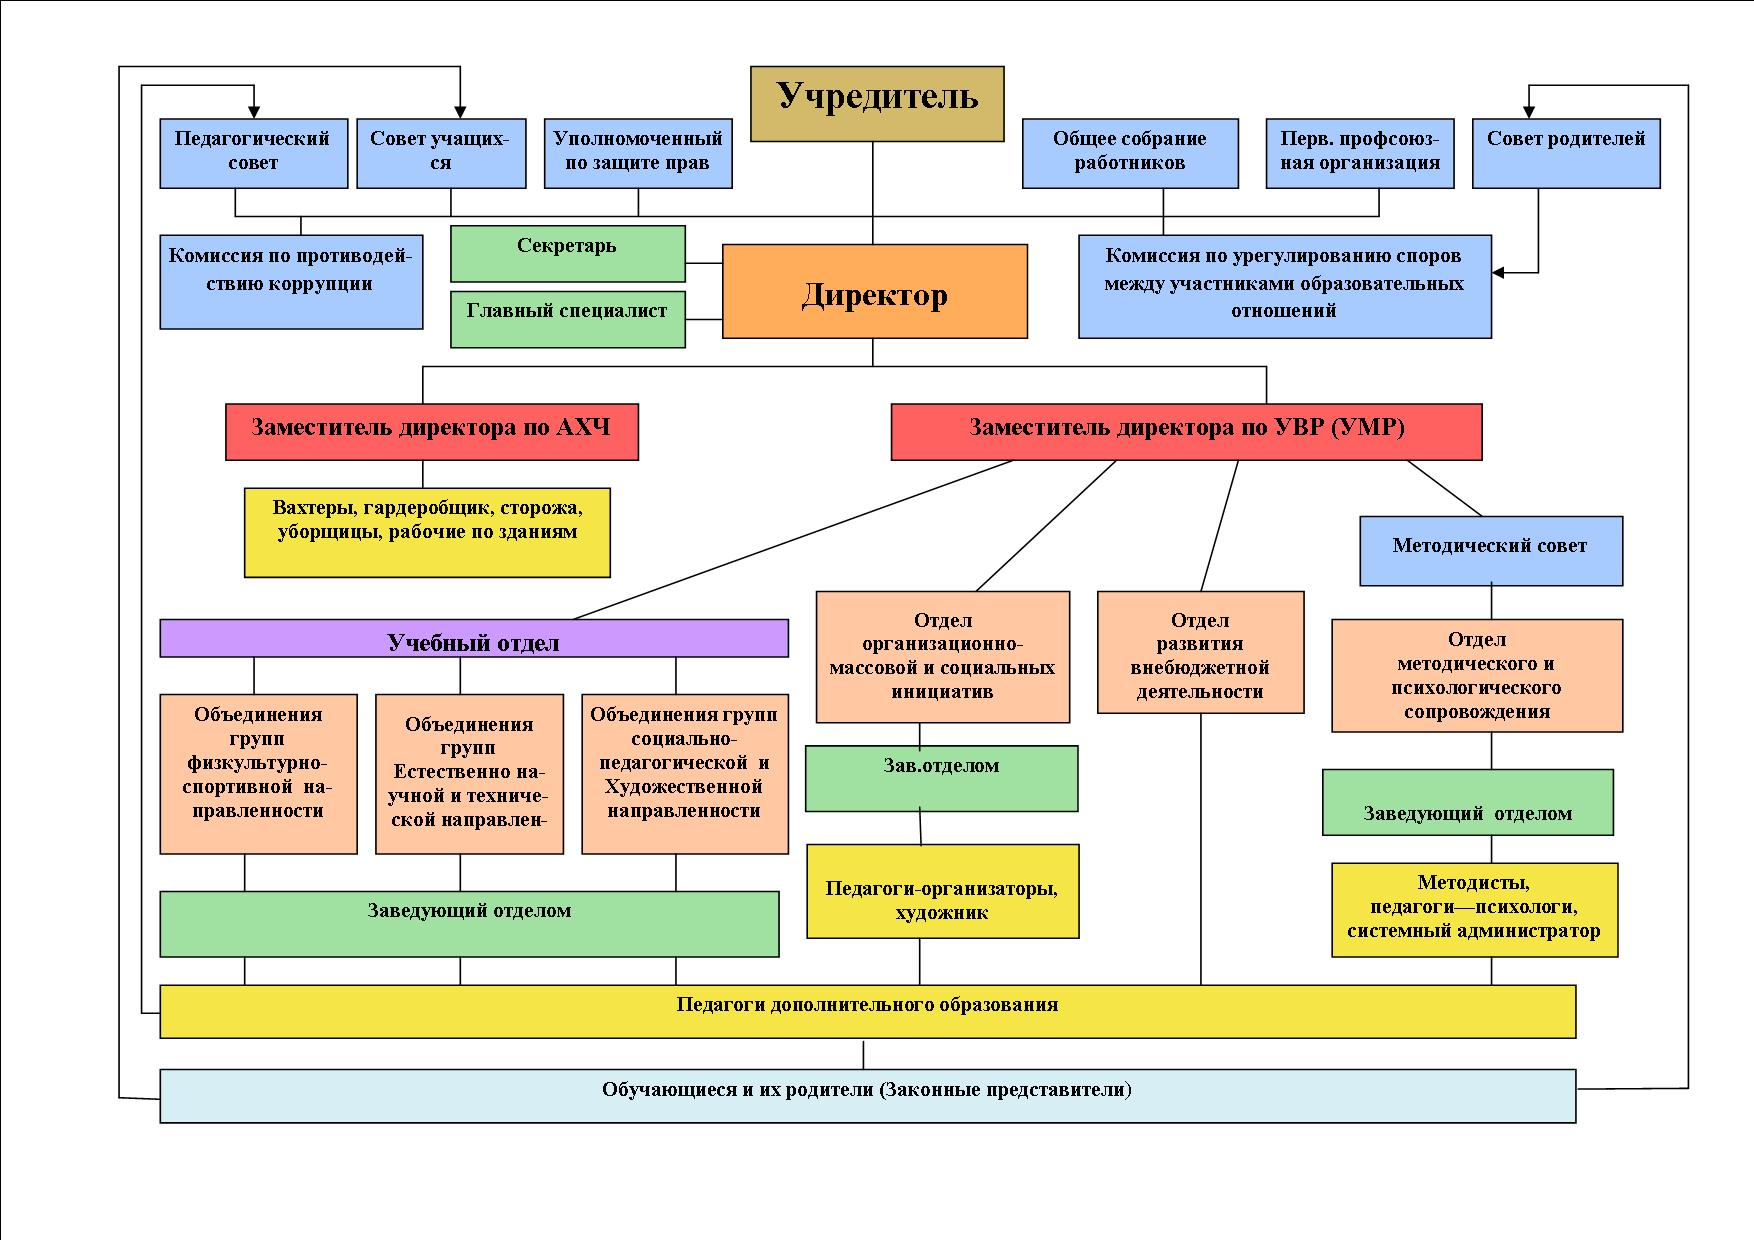 Учредитель
Педагогический
совет
Совет учащих-
ся
Уполномоченный
по защите прав
Общее собрание
работников
Перв. профсоюз-
ная организация
Совет родителей
Комиссия по противодей-
ствию коррупции
Секретарь
Главный специалист
Директор
Комиссия по урегулированию споров
между участниками образовательных
отношений
Заместитель директора по АХЧ
Заместитель директора по УВР (УМР)
Вахтеры, гардеробщик, сторожа,
уборщицы, рабочие по зданиям
Методический совет
Учебный отдел
Отдел
организационно-
массовой и социальных
инициатив
Отдел
развития
внебюджетной
деятельности
Отдел
методического и
психологического
сопровождения
Объединения
групп
физкультурно-
спортивной на-
правленности
Объединения
групп
Естественно на-
учной и техниче-
ской направлен-
Объединения групп
социально-
педагогической и
Художественной
направленности
Зав.отделом
Заведующий отделом
Педагоги-организаторы,
художник
Методисты,
педагоги—психологи,
системный администратор
Заведующий отделом
Педагоги дополнительного образования
Обучающиеся и их родители (Законные представители)